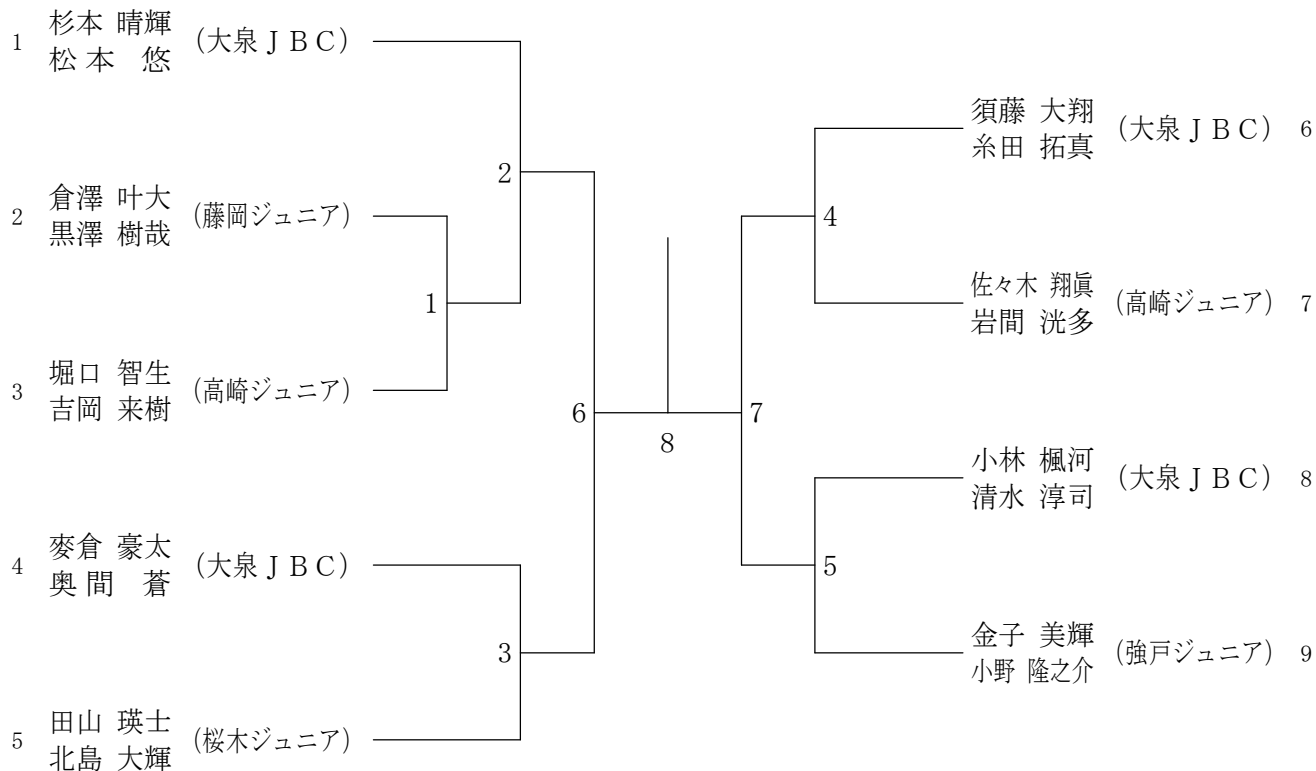 1 杉本 晴輝 (大泉ＪＢＣ)
松本 悠
2 倉澤 叶大 (藤岡ジュニア)
黒澤 樹哉
3 堀口 智生 (高崎ジュニア)
吉岡 来樹
4 麥倉 豪太 (大泉ＪＢＣ)
奥間 蒼
5 田山 瑛士 (桜木ジュニア)
北島 大輝
2
1
6
3
8
4
7
5
須藤 大翔 (大泉ＪＢＣ) 6
糸田 拓真
佐々木 翔眞 (高崎ジュニア) 7
岩間 洸多
小林 楓河 (大泉ＪＢＣ) 8
清水 淳司
金子 美輝 (強戸ジュニア) 9
小野 隆之介